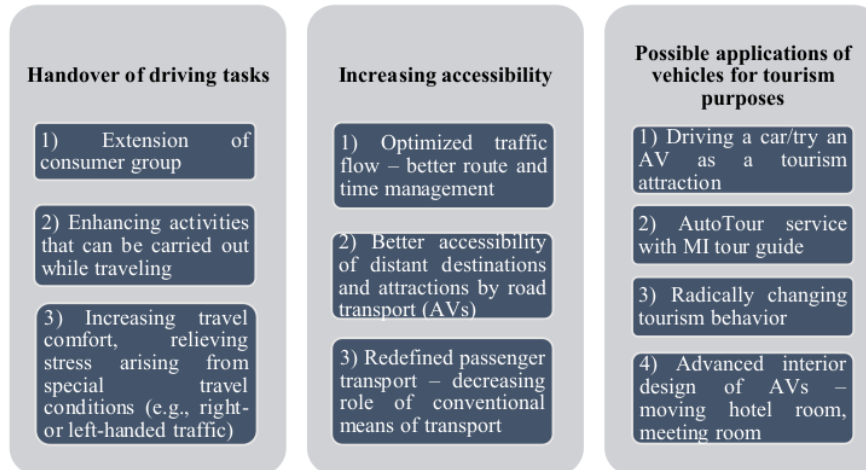 Handover of driving tasks
1) Extension of
consumer group
2) Enhancing activities
that can be carried out
while traveling
3) Increasing travel
comfort, relieving
stress arising from
special travel
conditions (e.g., right-
or left-handed traffic)
Increasing accessibility
1) Optimized traffic
flow – better route and
time management
2) Better accessibility
of distant destinations
and attractions by road
transport (AVs)
3) Redefined passenger
transport – decreasing
role of conventional
means of transport
Possible applications of
vehicles for tourism
purposes
1) Driving a car/try an
AV as a tourism
attraction
2) AutoTour service
with MI tour guide
3) Radically changing
tourism behavior
4) Advanced interior
design of AVs –
moving hotel room,
meeting room